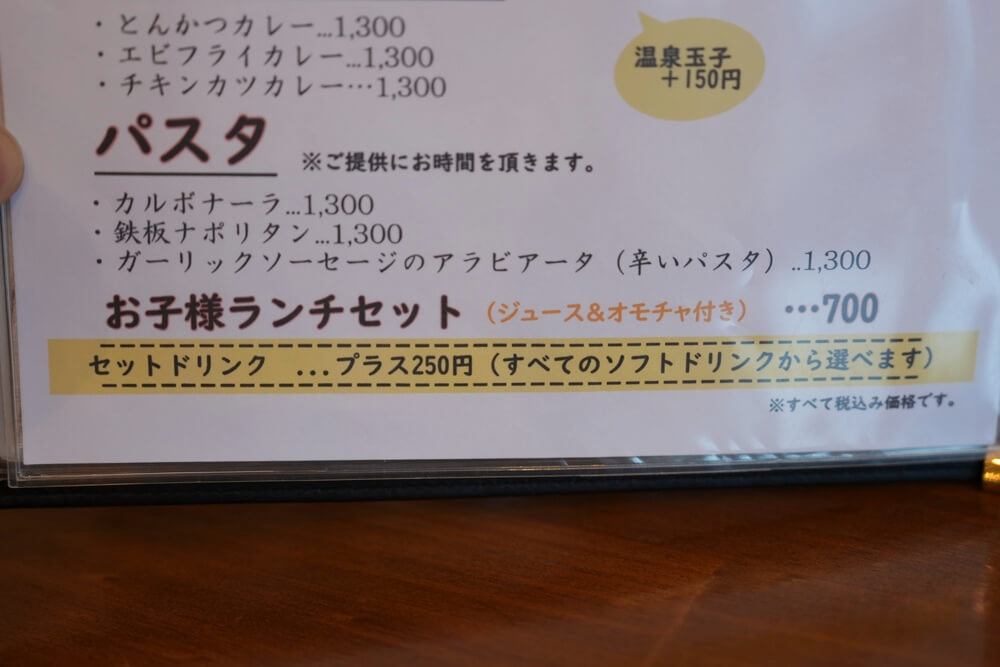 ・とんかつカレー...1,300
・エビフライカレー...1,300
・チキンカツカレー…1,300
温泉玉子
+150円
パスタ
※ご提供にお時間を頂きます。
・カルボナーラ...1,300
・鉄板ナポリタン...1,300
・ガーリックソーセージのアラビアータ（辛いパスタ）..1,300
お子様ランチセット（ジュース&オモチャ付き）…700
セットドリンク ...プラス250円（すべてのソフトドリンクから選べます）
※すべて税込み価格です。